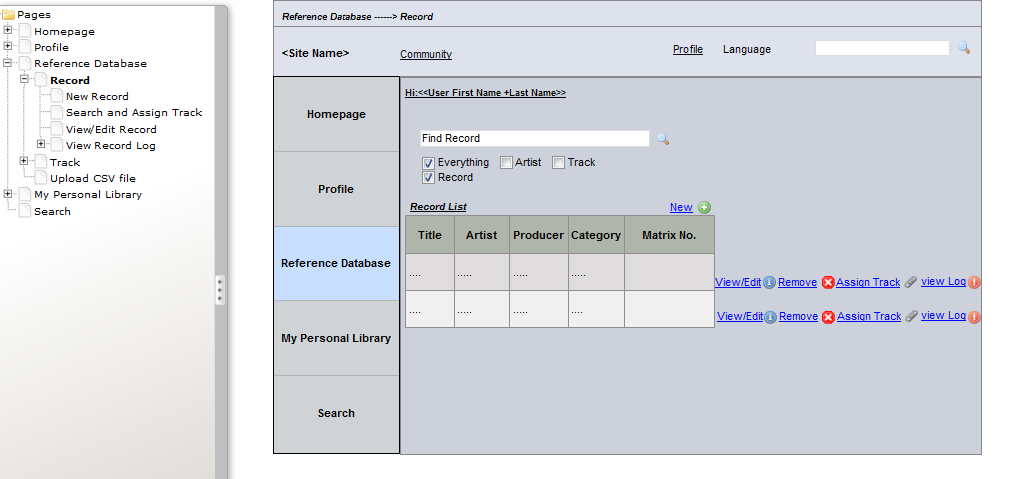 Pages
Homepage
Profile
Reference Database
Record
New Record
Search and Assign Track
View/Edit Record
View Record Log
Track
Upload CSV file
My Personal Library
Search
Reference Database ------> Record
<Site Name> Community Profile Language
Homepage
Profile
Reference Database
My Personal Library
Search
Hi:<<User First Name +Last Name>>
Find Record
Everything Artist Track
Record
Record List New
Title Artist Producer Category Matrix No.
.... ..... ..... .....
View/Edit Remove Assign Track view Log
.... ..... ..... ....
View/Edit Remove Assign Track view Log